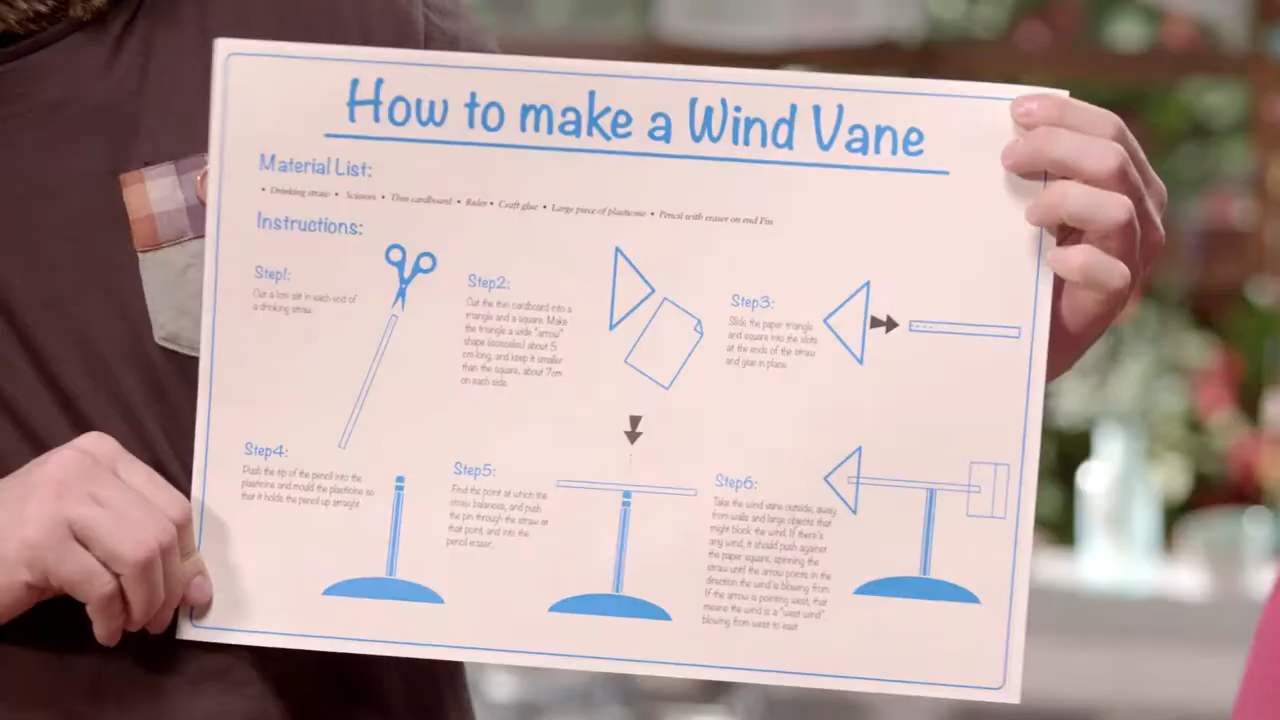 How to make a Wind Vane
Material List:
• Drinking straw • Scissors • Thin cardboard • Ruler • Craft glue • Large piece of plasticine • Pencil with eraser on end Pin
Instructions:
Step1:
Cut a 1cm slit in each end of
a drinking straw.
Step2:
Cut the thin cardboard into a
triangle and a square. Make
the triangle a wide "arrow"
shape (isosceles) about 5
cm long, and keep it smaller
than the square, about 7cm
on each side.
Step3:
Slide the paper triangle
and square into the slots
at the ends of the straw
and glue in place.
Step4:
Push the tip of the pencil into the
plasticine and mould the plasticine so
that it holds the pencil up straight
Step5:
Find the point at which the
straw balances, and push
the pin through the straw at
that point, and into the
pencil eraser.
Step6:
Take the wind vane outside, away
from walls and large objects that
might block the wind. If there's
any wind, it should push against
the paper square, spinning the
straw until the arrow points in the
direction the wind is blowing from.
If the arrow is pointing west, that
means the wind is a "west wind"
blowing from west to east.